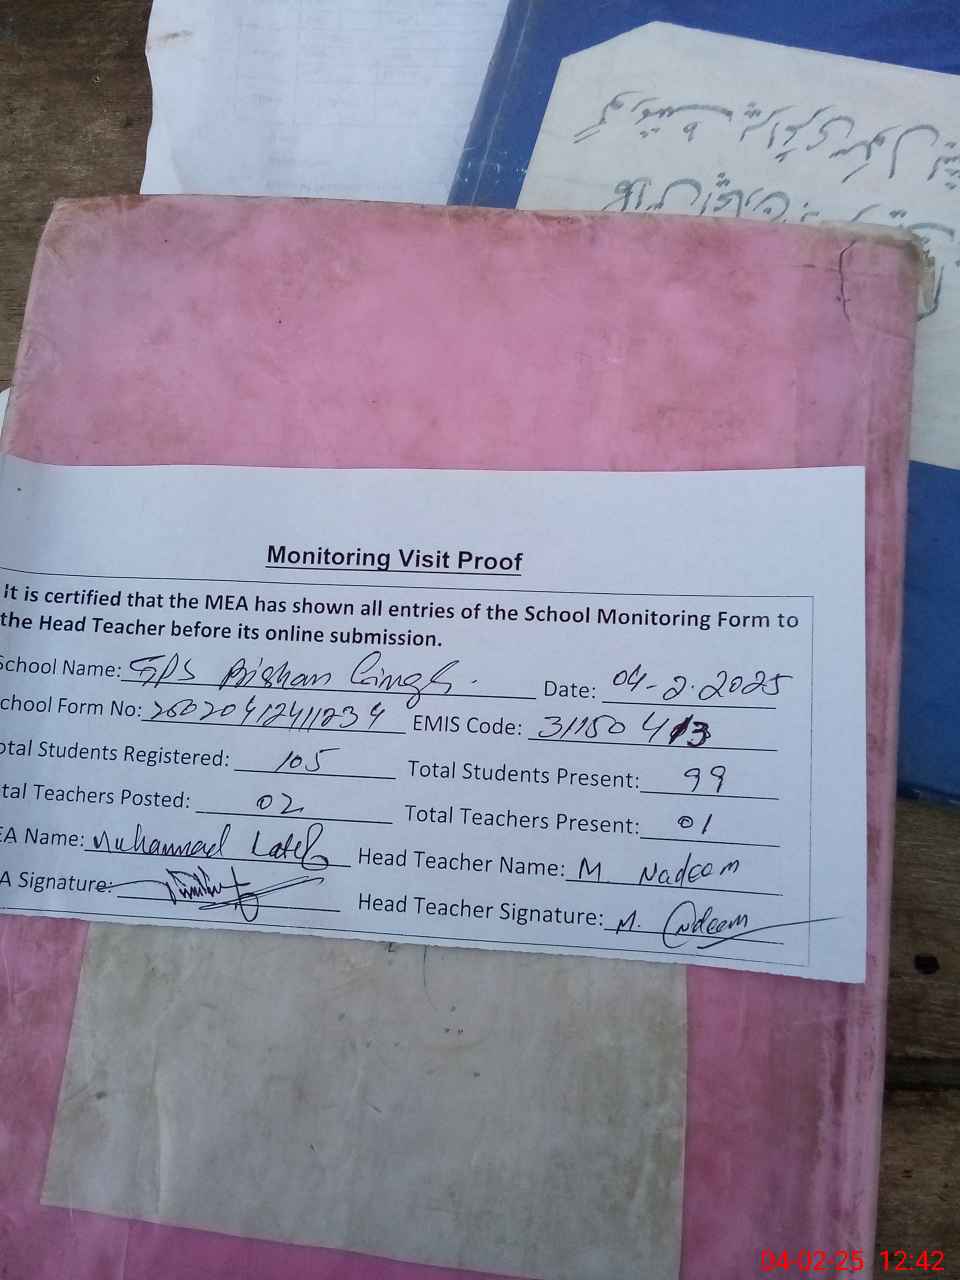 Monitoring Visit Proof
It is certified that the MEA has shown all entries of the School Monitoring Form to
the Head Teacher before its online submission.
School Name: GPS Bishan Singh. Date: 04-2-2025
chool Form No: EMIS Code: 31150413
otal Students Registered: 105 Total Students Present: 99
tal Teachers Posted: 02 Total Teachers Present: 01
EA Name: Muhammad Latif Head Teacher Name: M Nadeem
A Signature: Head Teacher Signature: M. Nadeem
04-02-25 12:42